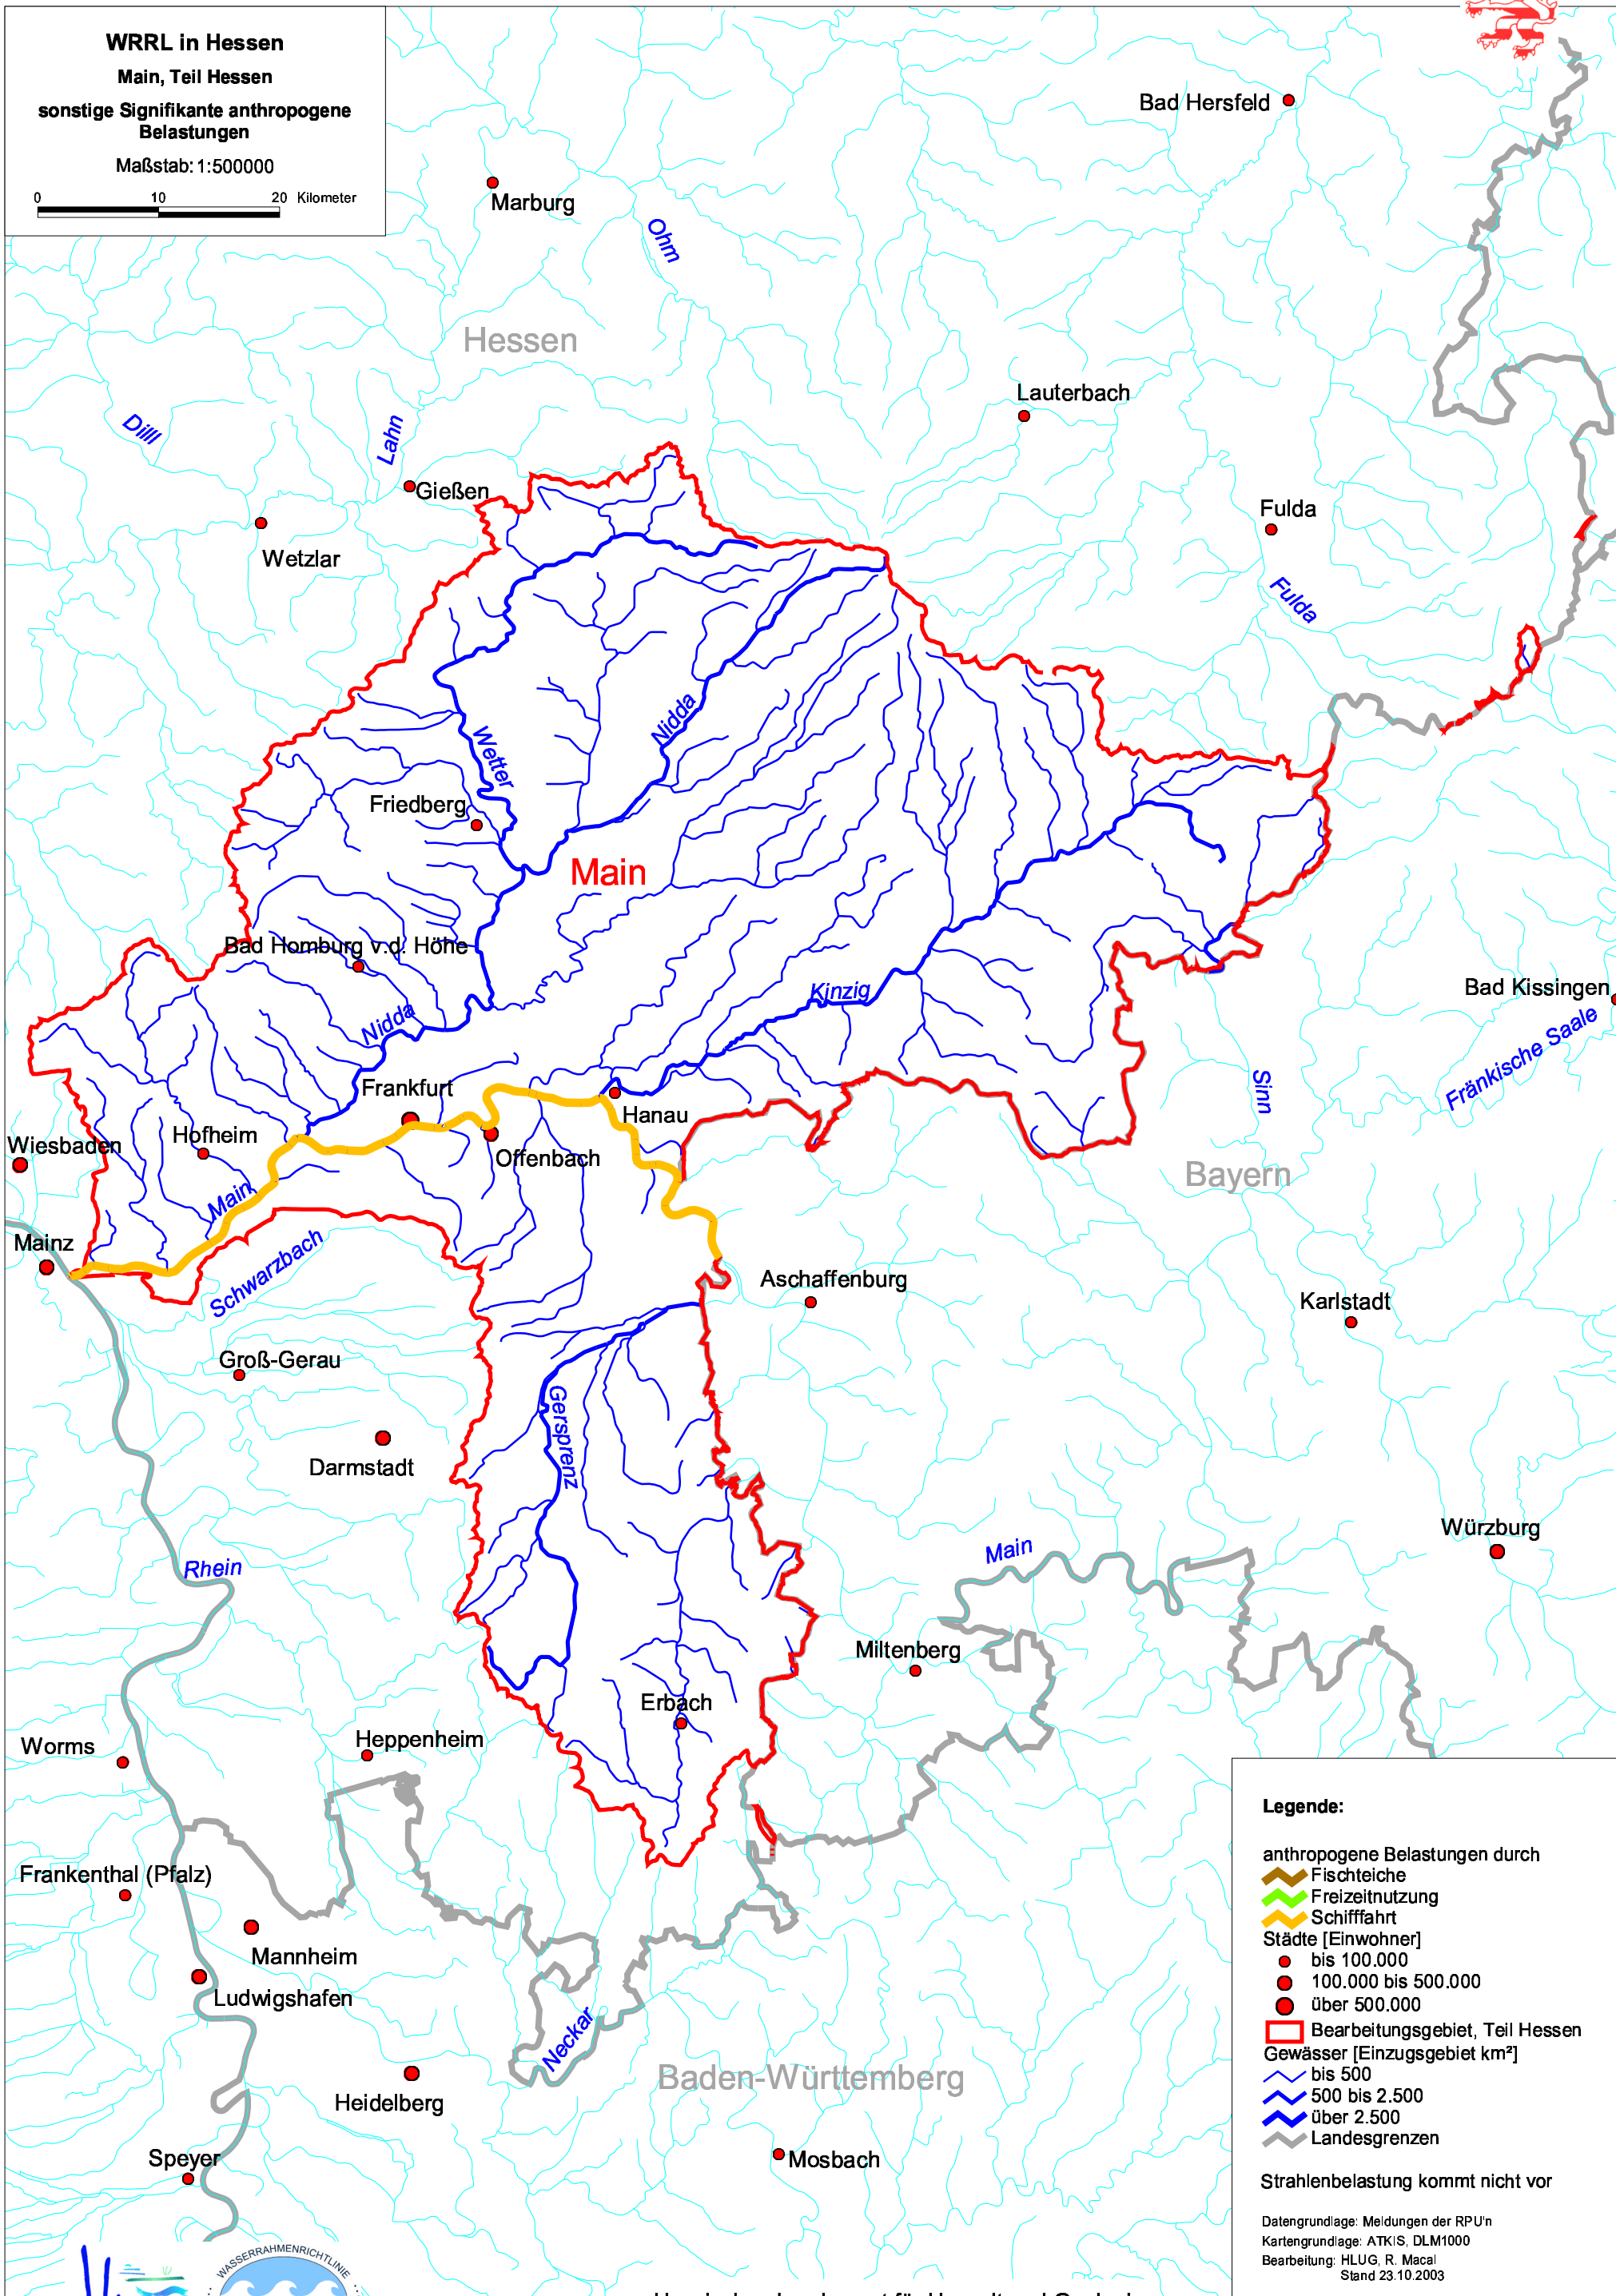 WRRL in Hessen
Main, Teil Hessen
sonstige Signifikante anthropogene
Belastungen
Maßstab: 1:500000
0 10 20 Kilometer
Bad Hersfeld
Marburg
Ohm
Hessen
Lauterbach
Dilll
Lahn
Gießen
Fulda
Wetzlar
Fulda
Nidda
Wetter
Friedberg
Main
Bad Homburg v.d. Höhe
Kinzig
Bad Kissingen
Nidda
Fränkische Saale
Frankfurt
Sinn
Hanau
Hofheim
Wiesbaden
Offenbach
Bayern
Main
Mainz
Schwarzbach
Aschaffenburg
Karlstadt
Groß-Gerau
Gersprenz
Darmstadt
Würzburg
Main
Rhein
Miltenberg
Erbach
Heppenheim
Worms
Frankenthal (Pfalz)
Mannheim
Ludwigshafen
Neckar
Baden-Württemberg
Heidelberg
Speyer
Mosbach
Legende:
anthropogene Belastungen durch
Fischteiche
Freizeitnutzung
Schifffahrt
Städte [Einwohner]
bis 100.000
100.000 bis 500.000
über 500.000
Bearbeitungsgebiet, Teil Hessen
Gewässer [Einzugsgebiet km²]
bis 500
500 bis 2.500
über 2.500
Landesgrenzen
Strahlenbelastung kommt nicht vor
Datengrundlage: Meldungen der RPU'n
Kartengrundlage: ATKIS, DLM1000
Bearbeitung: HLUG, R. Macal
Stand 23.10.2003
WASSERRAHMENRICHTLINIE